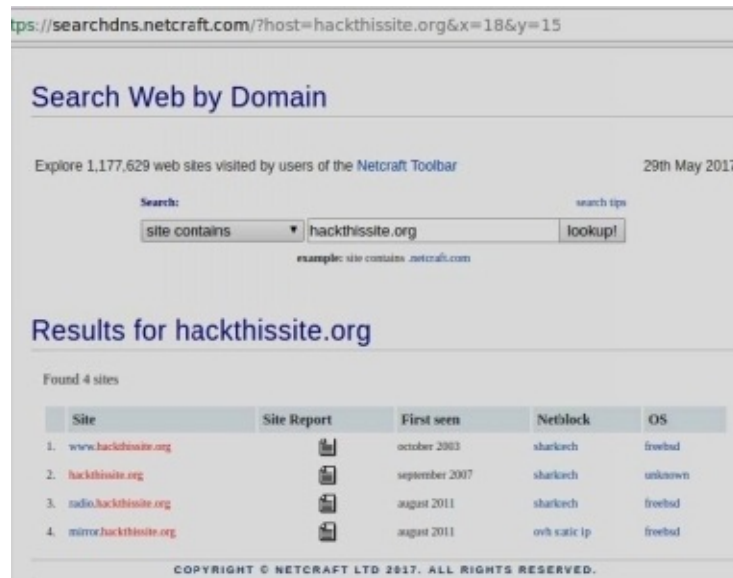 tps://searchdns.netcraft.com/?host=hackthissite.org&x=18&y=15
Search Web by Domain
Explore 1,177,629 web sites visited by users of the Netcraft Toolbar 29th May 2017
Search: search tips
site contains hackthissite.org lookup!
example: site contains .netcraft.com
Results for hackthissite.org
Found 4 sites
Site Site Report First seen Netblock OS
1. www.hackthissite.org october 2003 sharktech freebsd
2. hackthissite.org september 2007 sharktech unknown
3. radio.hackthissite.org august 2011 sharktech freebsd
4. mirror.hackthissite.org august 2011 ovh static ip freebsd
COPYRIGHT © NETCRAFT LTD 2017. ALL RIGHTS RESERVED.